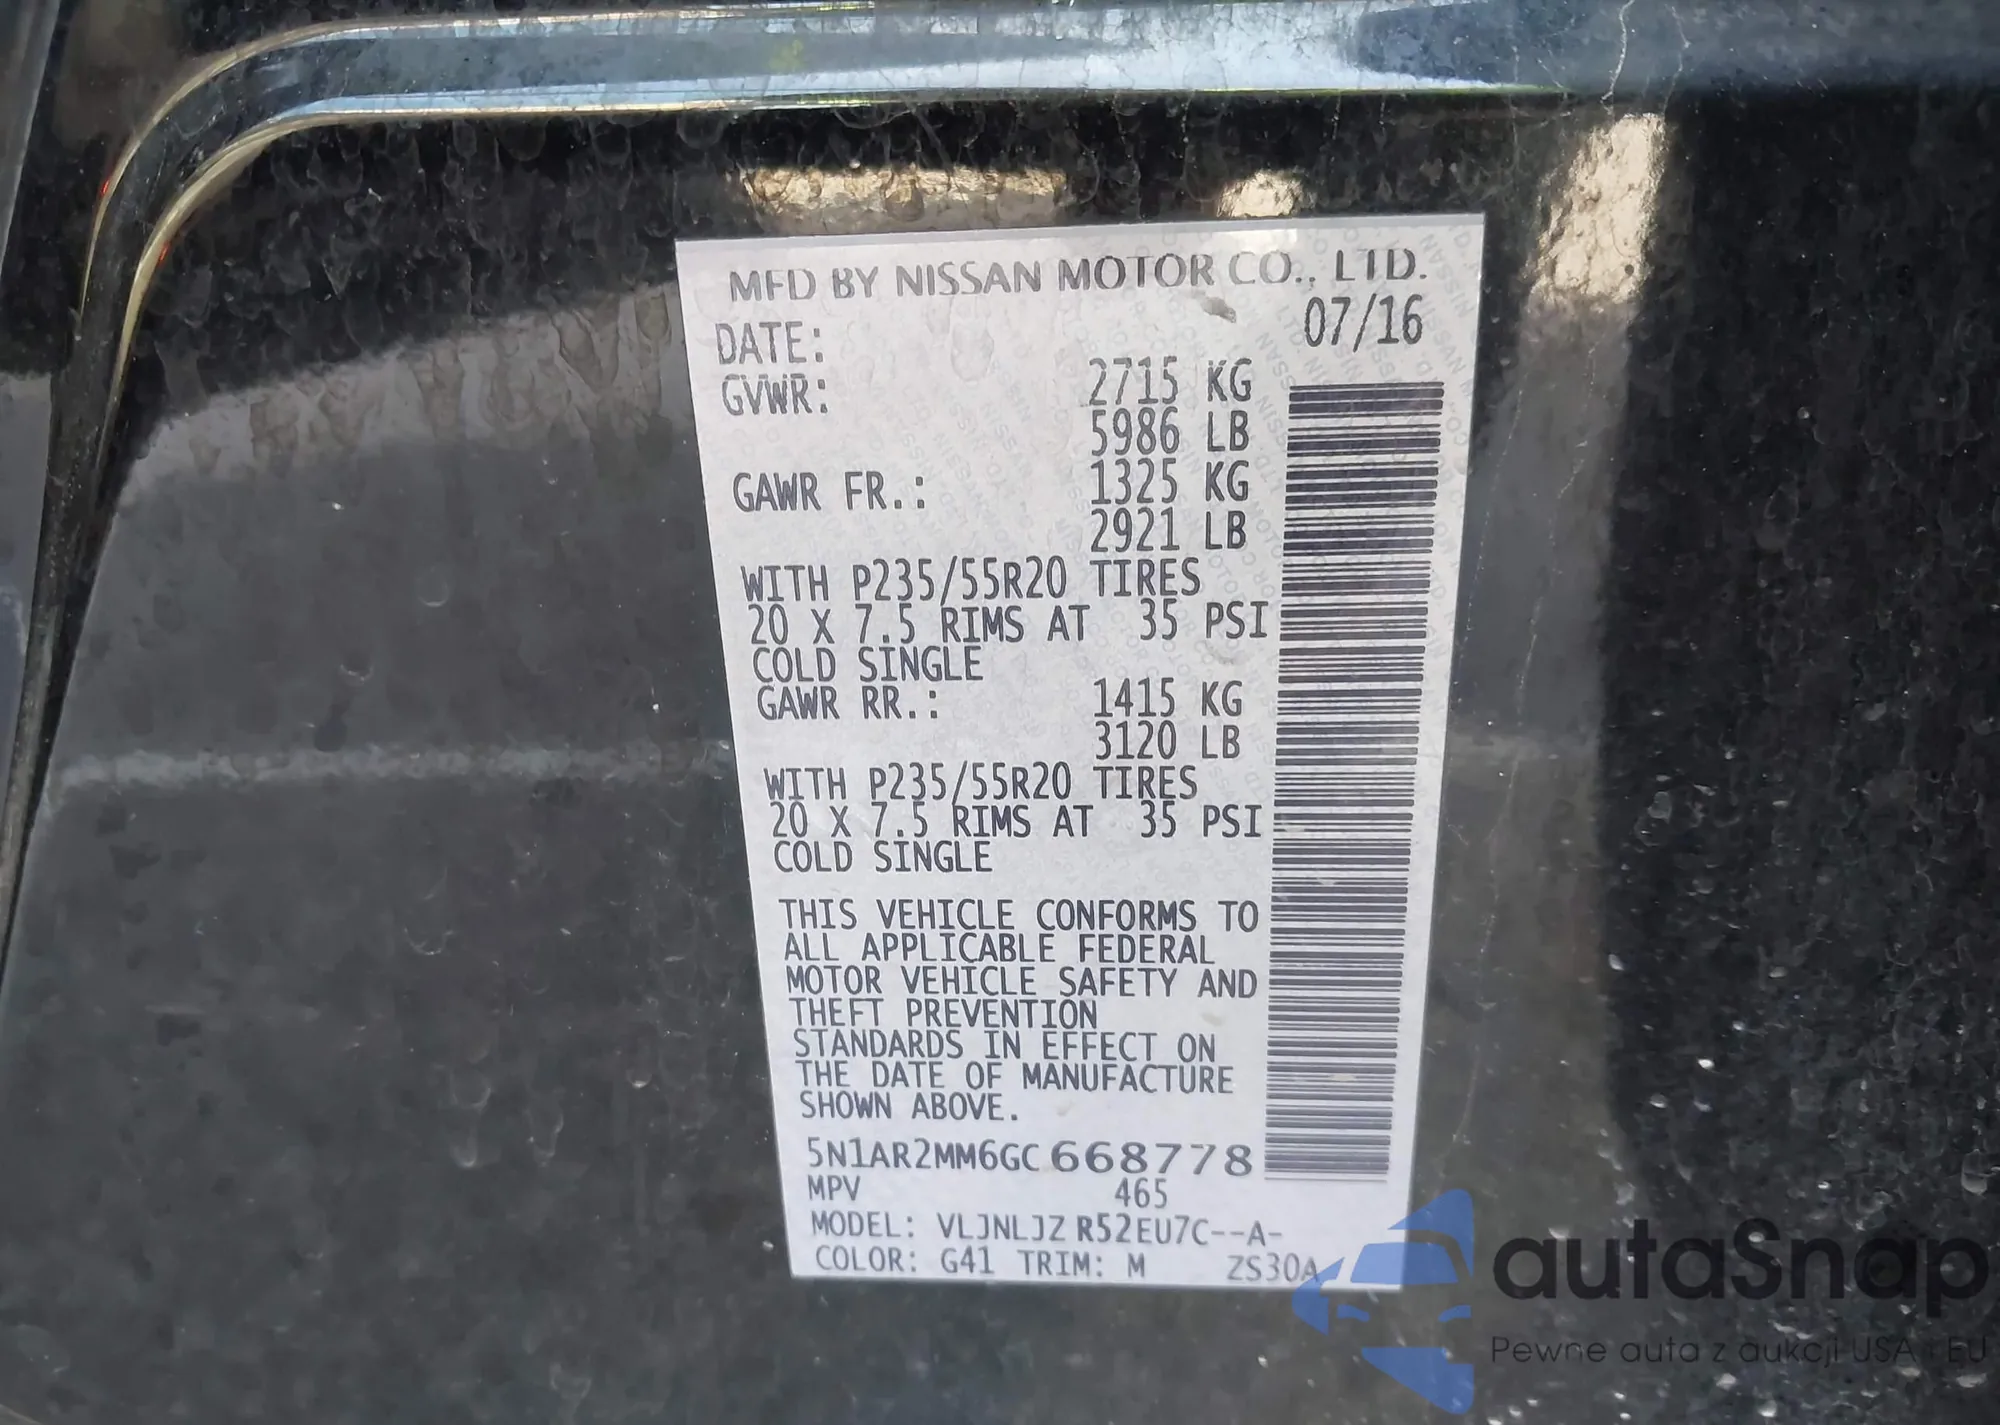 MFD BY NISSAN MOTOR CO., LTD.
DATE: 07/16
GVWR: 2715 KG
5986 LB
GAWR FR.: 1325 KG
2921 LB
WITH P235/55R20 TIRES
20 X 7.5 RIMS AT 35 PSI
COLD SINGLE
GAWR RR.: 1415 KG
3120 LB
WITH P235/55R20 TIRES
20 X 7.5 RIMS AT 35 PSI
COLD SINGLE
THIS VEHICLE CONFORMS TO
ALL APPLICABLE FEDERAL
MOTOR VEHICLE SAFETY AND
THEFT PREVENTION
STANDARDS IN EFFECT ON
THE DATE OF MANUFACTURE
SHOWN ABOVE.
5N1AR2MM6GC668778
MPV 465
MODEL: VLJNLJZ R52EU7C--A-
COLOR: G41 TRIM: M ZS30A
autoSnap
Pewne auta z aukcji USA i EU